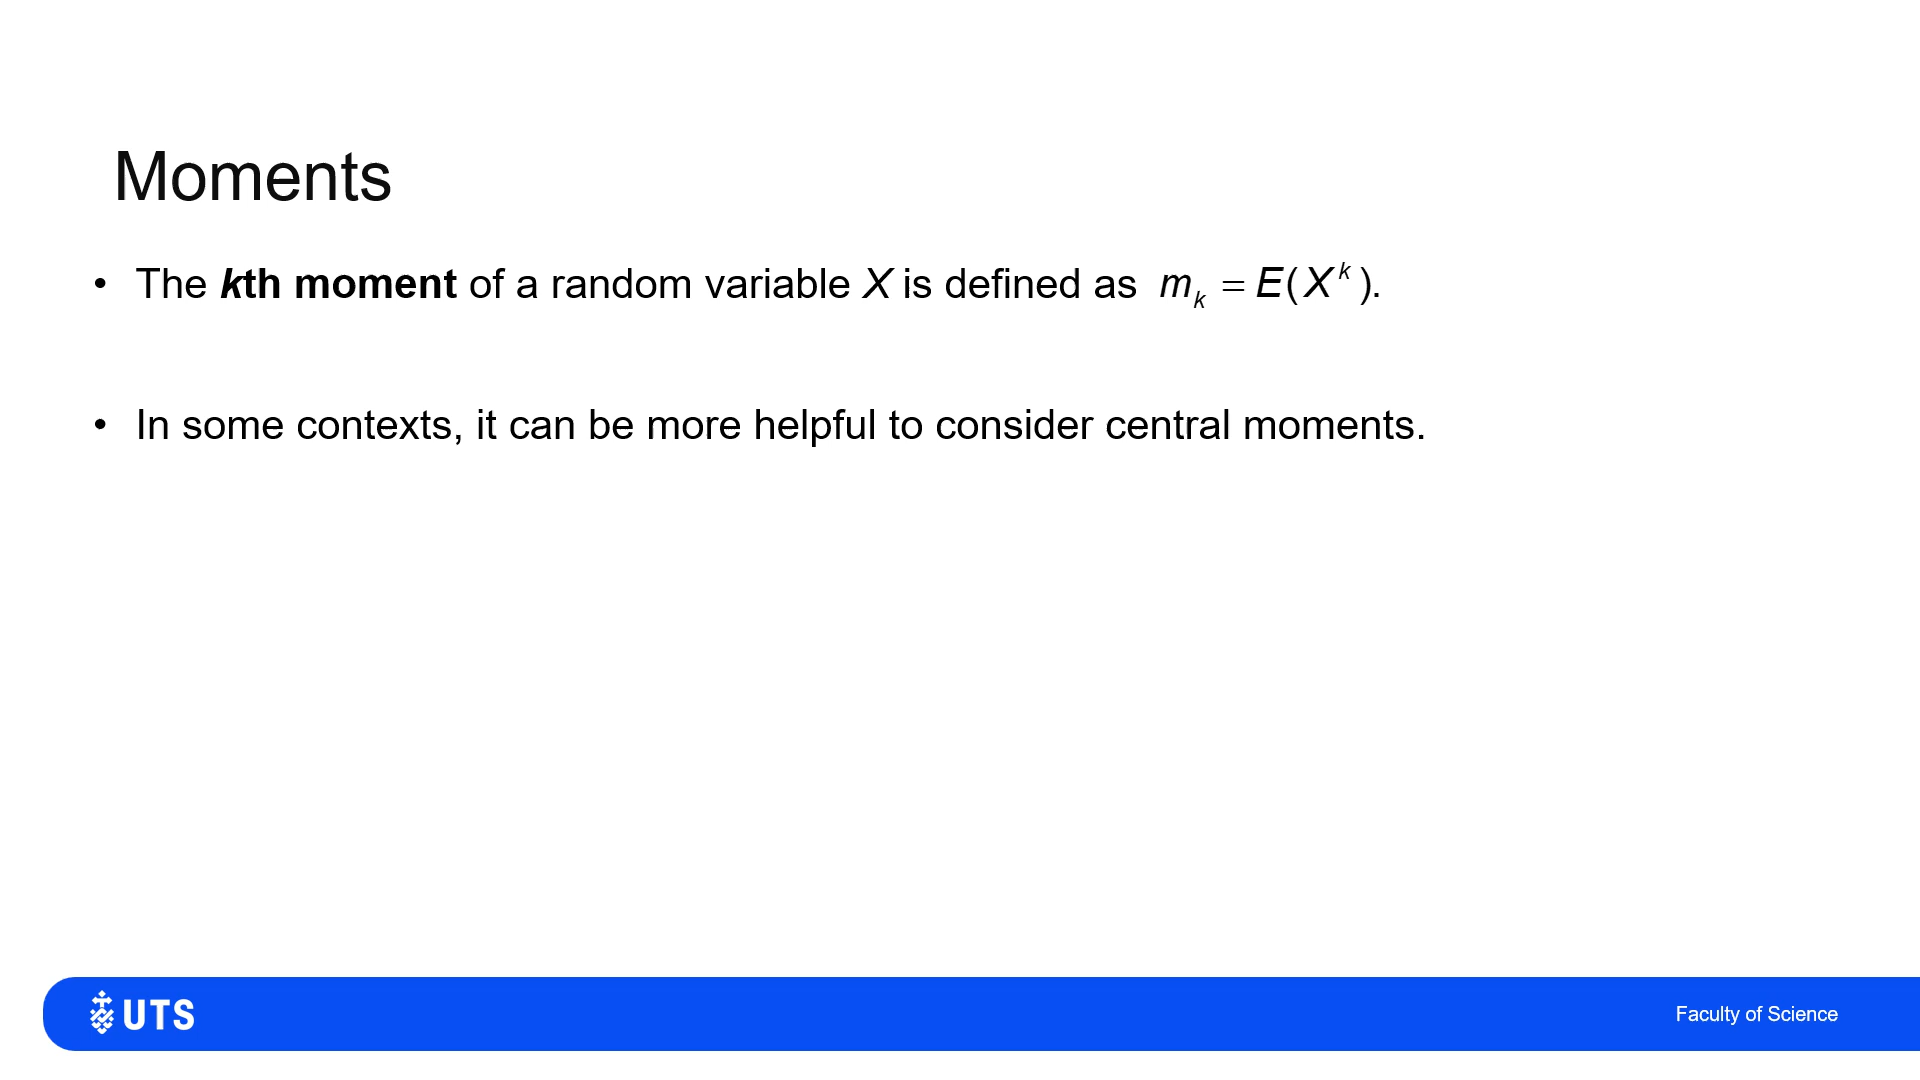 Moments
• The kth moment of a random variable X is defined as m_k = E(X^k).
• In some contexts, it can be more helpful to consider central moments.
UTS
Faculty of Science